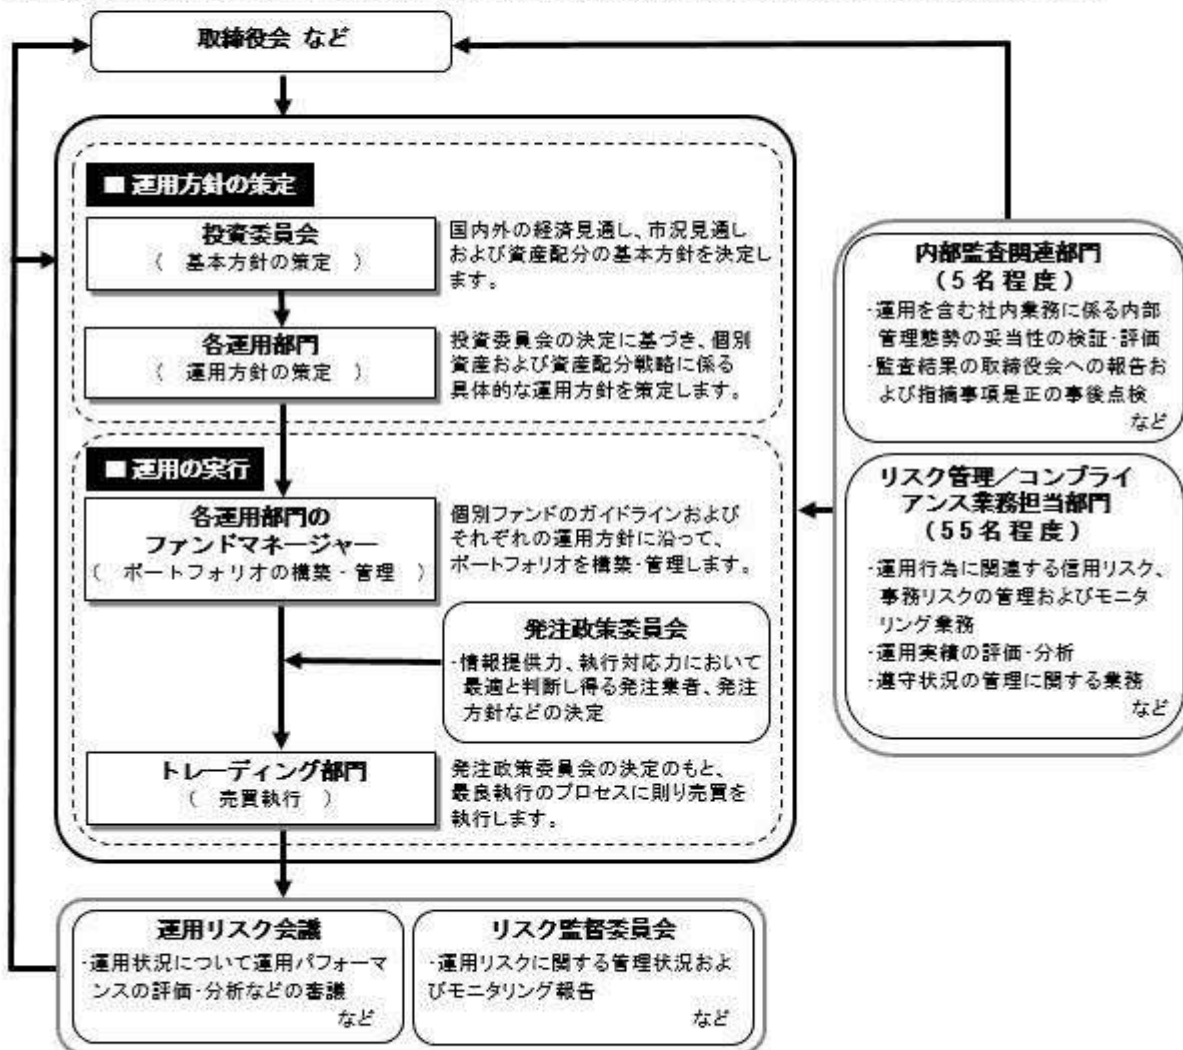 取締役会 など
■ 運用方針の策定
投資委員会
（ 基本方針の策定 ）
国内外の経済見通し、市況見通し
および資産配分の基本方針を決定し
ます。
各運用部門
（ 運用方針の策定 ）
投資委員会の決定に基づき、個別
資産および資産配分戦略に係る
具体的な運用方針を策定します。
■ 運用の実行
各運用部門の
ファンドマネージャー
（ ポートフォリオの構築・管理 ）
個別ファンドのガイドラインおよび
それぞれの運用方針に沿って、
ポートフォリオを構築・管理します。
発注政策委員会
・情報提供力、執行対応力において
最適と判断し得る発注業者、発注
方針などの決定
トレーディング部門
（ 売買執行 ）
発注政策委員会の決定のもと、
最良執行のプロセスに則り売買を
執行します。
内部監査関連部門
（５名程度）
・運用を含む社内業務に係る内部
管理態勢の妥当性の検証・評価
・監査結果の取締役会への報告お
よび指摘事項是正の事後点検
など
リスク管理／コンプライ
アンス業務担当部門
（５５名程度）
・運用行為に関連する信用リスク、
事務リスクの管理およびモニタ
リング業務
・運用実績の評価・分析
・遵守状況の管理に関する業務
など
運用リスク会議
・運用状況について運用パフォーマ
ンスの評価・分析などの審議
など
リスク監督委員会
・運用リスクに関する管理状況およ
びモニタリング報告
など